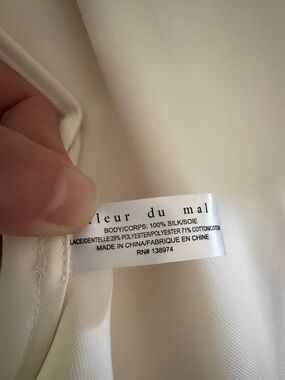 fleur du mal
BODY/CORPS: 100% SILK/SOIE
LACE/DENTELLE:29% POLYESTER/POLYESTER 71% COTTON/COTON
MADE IN CHINA/FABRIQUE EN CHINE
RN# 138974